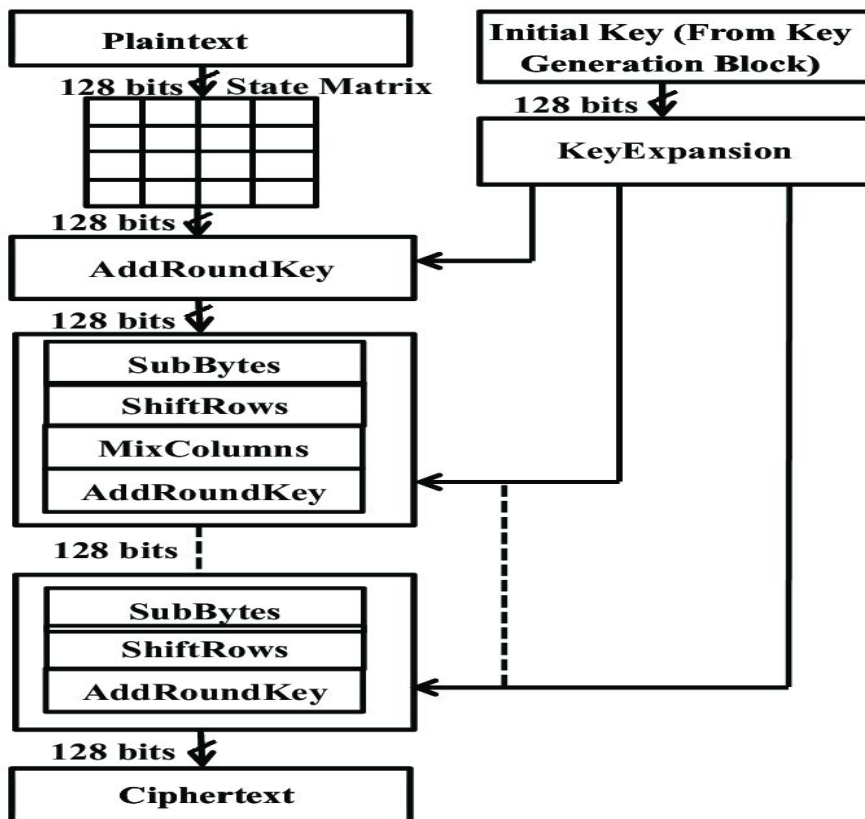 Plaintext
Initial Key (From Key
Generation Block)
128 bits
State Matrix
128 bits
KeyExpansion
128 bits
AddRoundKey
128 bits
SubBytes
ShiftRows
MixColumns
AddRoundKey
128 bits
SubBytes
ShiftRows
AddRoundKey
128 bits
Ciphertext